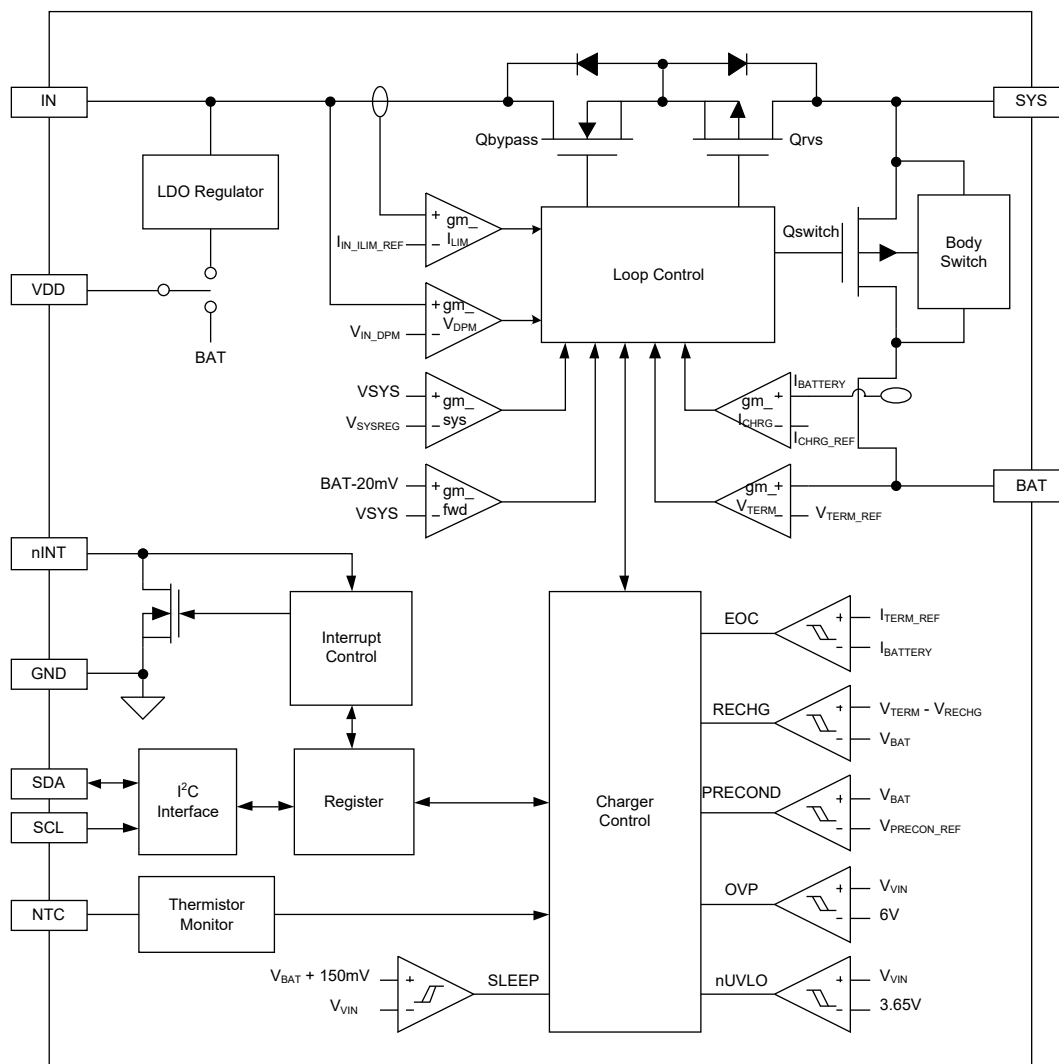 IN
SYS
Qbypass
Qrvs
LDO Regulator
+
gm_
I_LIM
I_IN_ILIM_REF
−
Loop Control
Qswitch
Body
Switch
VDD
BAT
+
gm_
V_DPM
V_IN_DPM
−
VSYS
+
gm_
sys
V_SYSREG
−
I_BATTERY
+
gm_
I_CHRG
−
I_CHRG_REF
BAT-20mV
+
gm_
fwd
VSYS
−
gm_
+
V_TERM
−
V_TERM_REF
BAT
nINT
GND
Interrupt
Control
EOC
+
I_TERM_REF
−
I_BATTERY
RECHG
+
V_TERM - V_RECHG
−
V_BAT
SDA
SCL
I²C
Interface
Register
Charger
Control
PRECOND
+
V_BAT
−
V_PRECON_REF
NTC
Thermistor
Monitor
OVP
+
V_VIN
−
6V
V_BAT + 150mV
+
V_VIN
−
SLEEP
nUVLO
+
V_VIN
−
3.65V